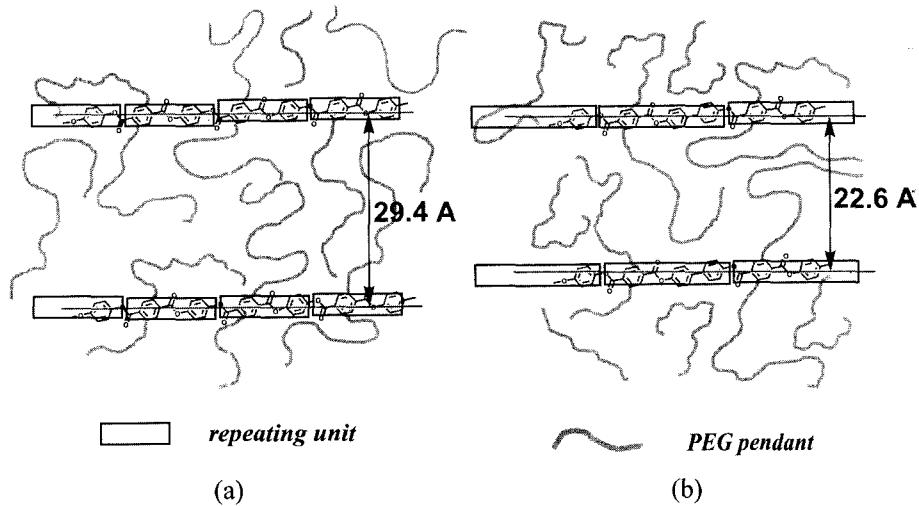 29.4 A
22.6 A
repeating unit
PEG pendant
(a)
(b)